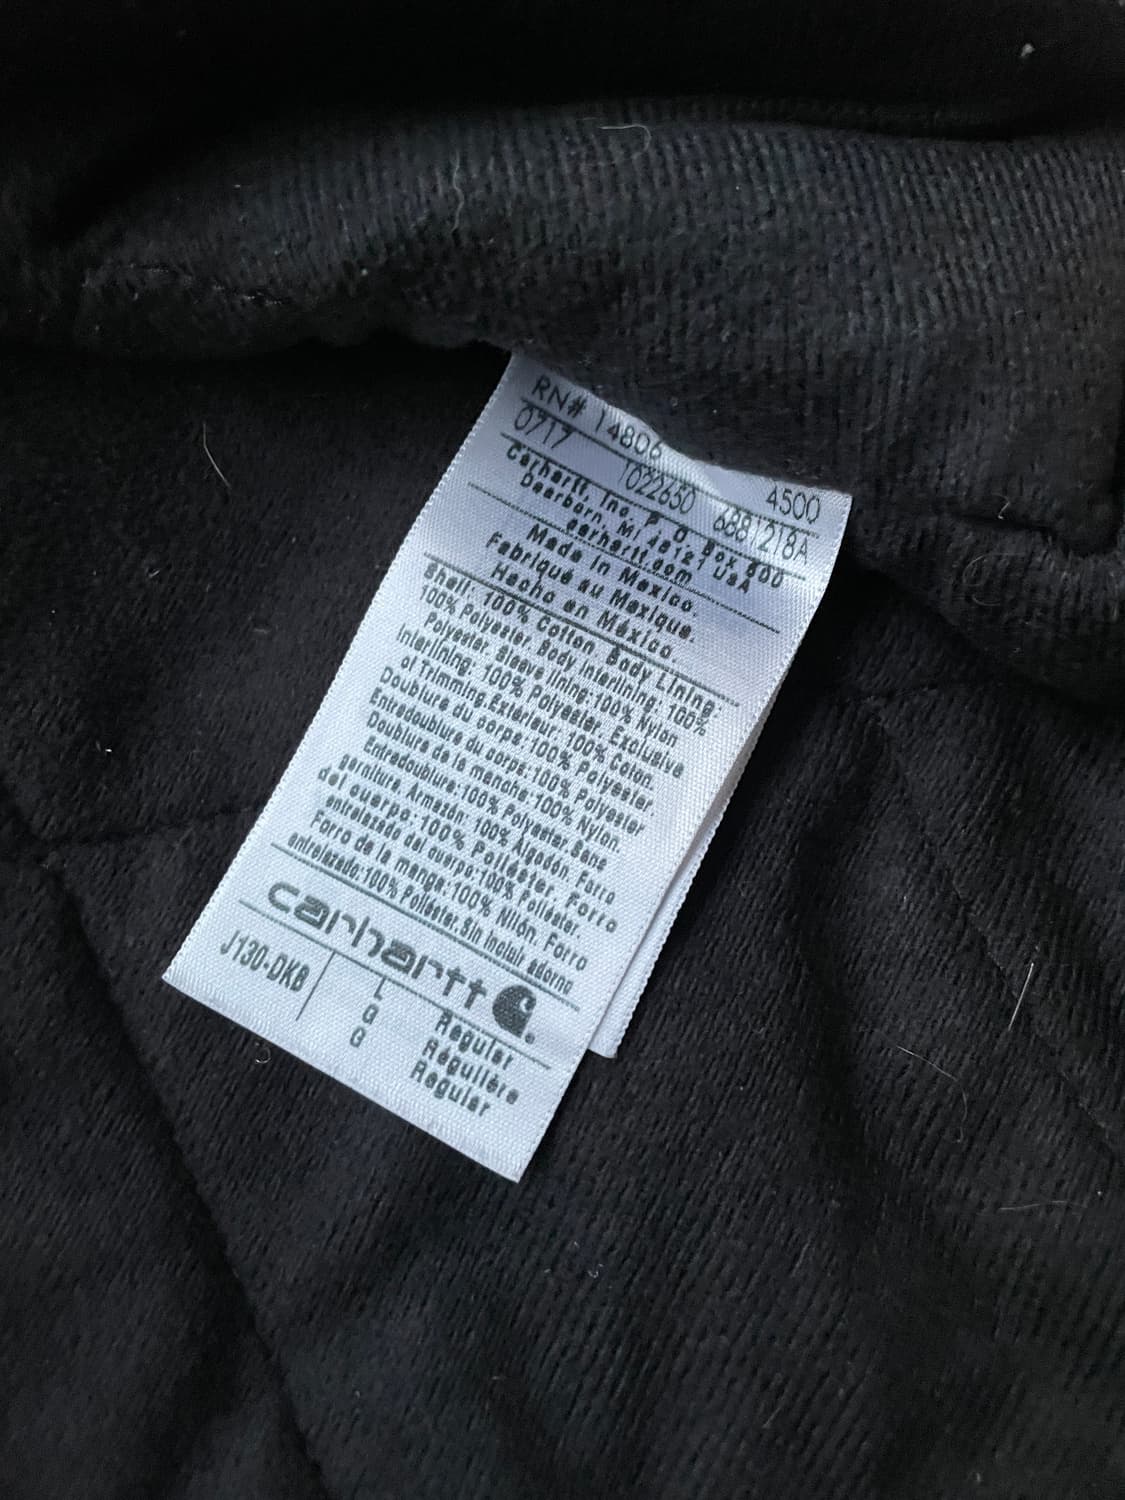 RN# 14806 4500
0717 1022650 6881218A
Carhartt, Inc. P. O. Box 600
Dearborn, MI 48121 USA
carhartt.com
Made in Mexico.
Fabriqué au Mexique.
Hecho en México.
Shell: 100% Cotton. Body Lining:
100% Polyester. Body Interlining: 100%
Polyester. Sleeve lining:100% Nylon
Interlining: 100% Polyester. Exclusive
of Trimming.Extérieur: 100% Coton.
Doublure du corps:100% Polyester.
Entredoublure du corps:100% Polyester
Doublure de la manche:100% Nylon.
Entredoublure:100% Polyester.Sans
garniture. Armazón: 100% Algodón. Forro
del cuerpo:100% Poliéster. Forro
entrelazado del cuerpo:100% Poliéster.
Forro de la manga:100% Nilón. Forro
entrelazado:100% Poliéster.Sin incluir adorno
carhartt
J130-DKB L Regular
G Régulière
G Regular